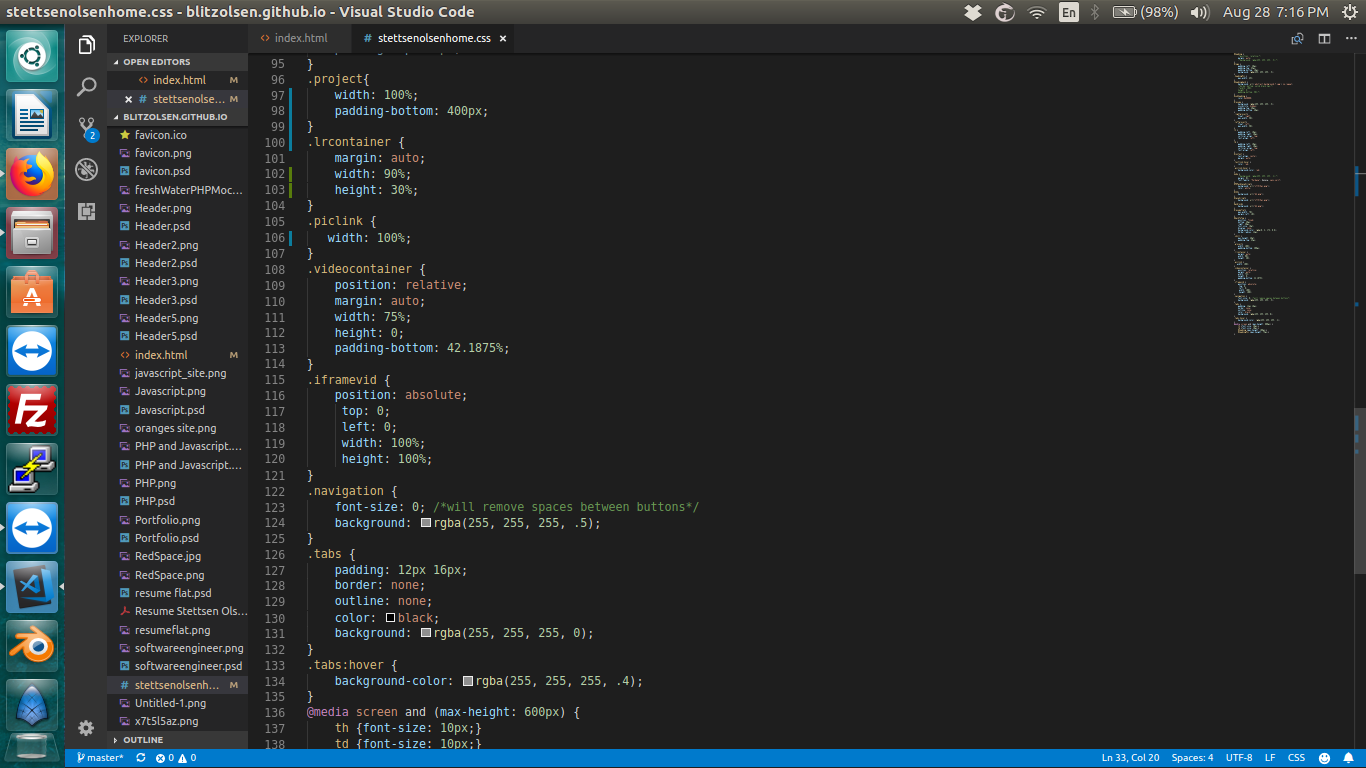 stettsenolsenhome.css - blitzolsen.github.io - Visual Studio Code
En
(98%)
Aug 28 7:16 PM
EXPLORER
OPEN EDITORS
index.html M
stettsenolse... M
BLITZOLSEN.GITHUB.IO
favicon.ico
favicon.png
favicon.psd
freshWaterPHPMoc...
Header.png
Header.psd
Header2.png
Header2.psd
Header3.png
Header3.psd
Header5.png
Header5.psd
index.html M
javascript_site.png
Javascript.png
Javascript.psd
oranges site.png
PHP and Javascript....
PHP and Javascript....
PHP.png
PHP.psd
Portfolio.png
Portfolio.psd
RedSpace.jpg
RedSpace.png
resume flat.psd
Resume Stettsen Ols...
resumeflat.png
softwareengineer.png
softwareengineer.psd
stettsenolsenh... M
Untitled-1.png
x7t5l5az.png
OUTLINE
2
index.html
# stettsenolsenhome.css
95 }
96 .project{
97 width: 100%;
98 padding-bottom: 400px;
99 }
100 .lrcontainer {
101 margin: auto;
102 width: 90%;
103 height: 30%;
104 }
105 .piclink {
106 width: 100%;
107 }
108 .videocontainer {
109 position: relative;
110 margin: auto;
111 width: 75%;
112 height: 0;
113 padding-bottom: 42.1875%;
114 }
115 .iframevid {
116 position: absolute;
117 top: 0;
118 left: 0;
119 width: 100%;
120 height: 100%;
121 }
122 .navigation {
123 font-size: 0; /*will remove spaces between buttons*/
124 background: rgba(255, 255, 255, .5);
125 }
126 .tabs {
127 padding: 12px 16px;
128 border: none;
129 outline: none;
130 color: black;
131 background: rgba(255, 255, 255, 0);
132 }
133 .tabs:hover {
134 background-color: rgba(255, 255, 255, .4);
135 }
136 @media screen and (max-height: 600px) {
137 th {font-size: 10px;}
138 td {font-size: 10px;}
master* 0 0
Ln 33, Col 20 Spaces: 4 UTF-8 LF CSS